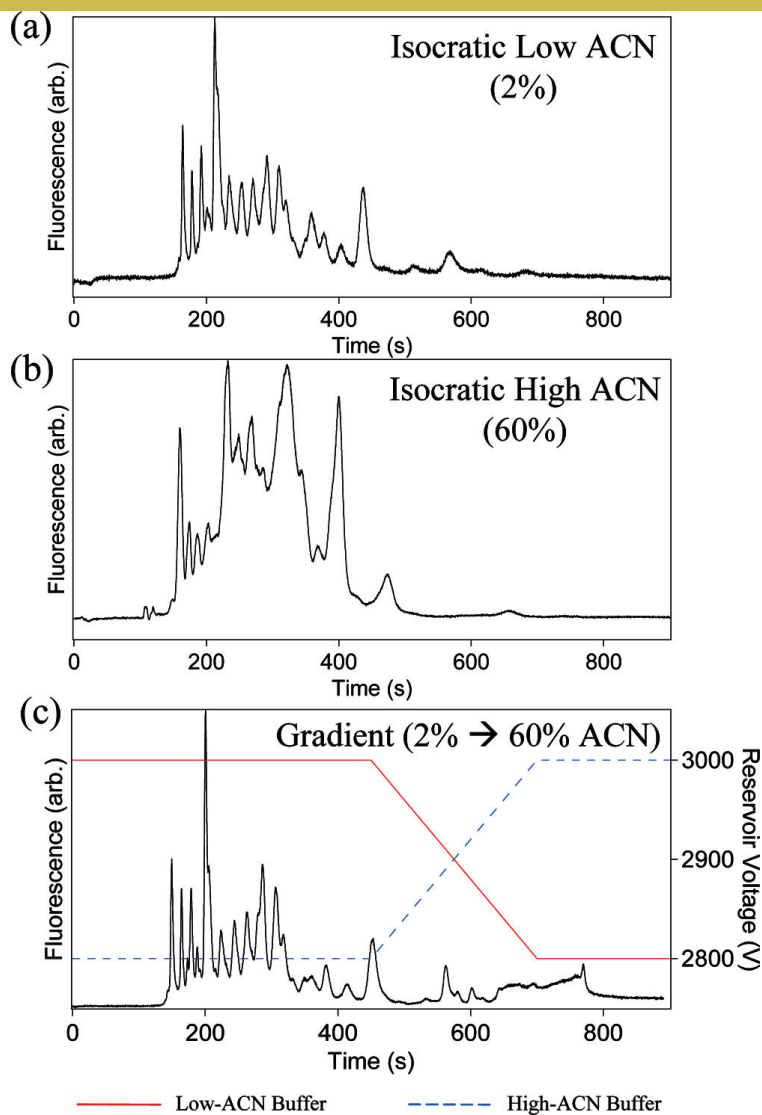 (a)
Isocratic Low ACN
(2%)
Fluorescence (arb.)
0 200 400 600 800
Time (s)
(b)
Isocratic High ACN
(60%)
Fluorescence (arb.)
0 200 400 600 800
Time (s)
(c)
Gradient (2% → 60% ACN)
Fluorescence (arb.)
3000
2900
2800
Reservoir Voltage
(V)
0 200 400 600 800
Time (s)
Low-ACN Buffer High-ACN Buffer